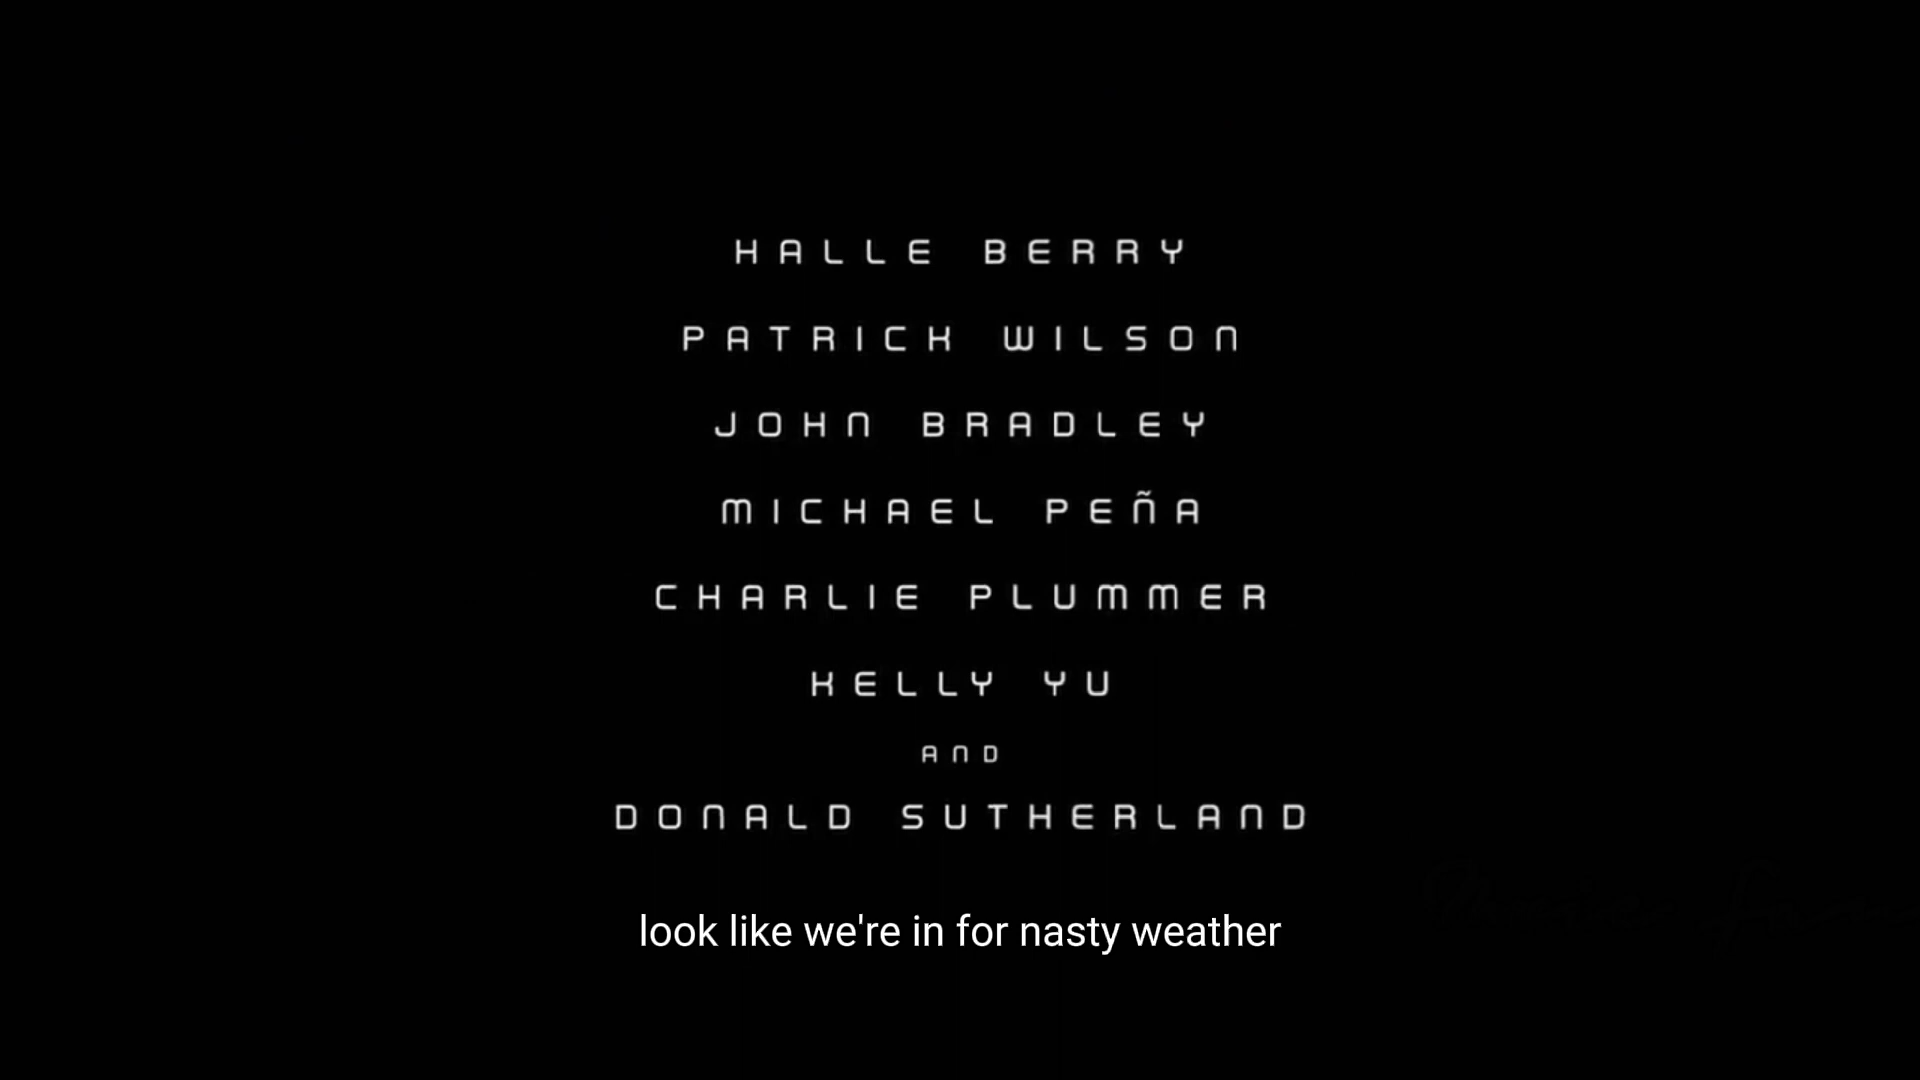 HALLE BERRY
PATRICK WILSON
JOHN BRADLEY
MICHAEL PEÑA
CHARLIE PLUMMER
KELLY YU
AND
DONALD SUTHERLAND
look like we're in for nasty weather